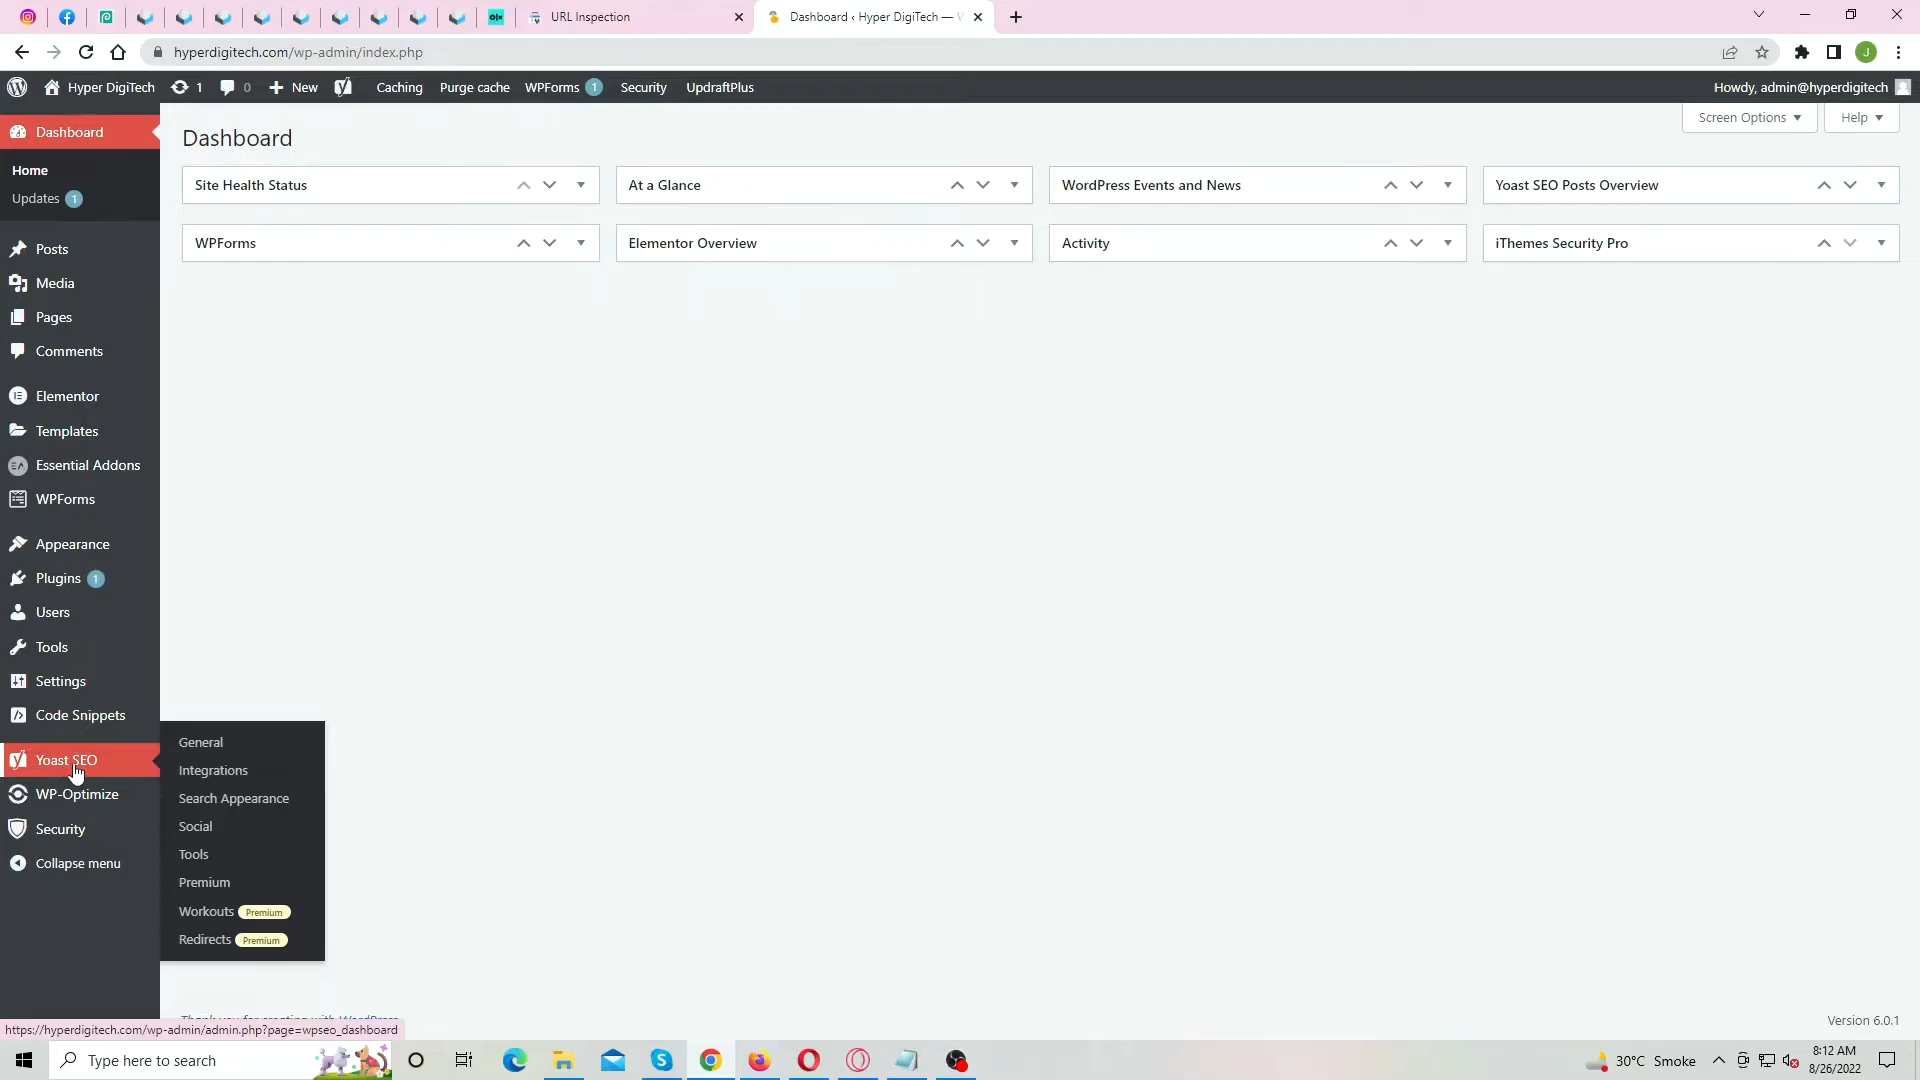 URL Inspection
Dashboard ‹ Hyper DigiTech —
hyperdigitech.com/wp-admin/index.php
J
Hyper DigiTech 1 0 New Caching Purge cache WPForms 1 Security UpdraftPlus Howdy, admin@hyperdigitech
Dashboard
Home
Updates 1
Posts
Media
Pages
Comments
Elementor
Templates
Essential Addons
WPForms
Appearance
Plugins 1
Users
Tools
Settings
Code Snippets
Yoast SEO
WP-Optimize
Security
Collapse menu
General
Integrations
Search Appearance
Social
Tools
Premium
Workouts Premium
Redirects Premium
Screen Options Help
Dashboard
Site Health Status At a Glance WordPress Events and News Yoast SEO Posts Overview
WPForms Elementor Overview Activity iThemes Security Pro
Thank you for creating with WordPress
Version 6.0.1
https://hyperdigitech.com/wp-admin/admin.php?page=wpseo_dashboard
Type here to search
30°C Smoke
8:12 AM
8/26/2022